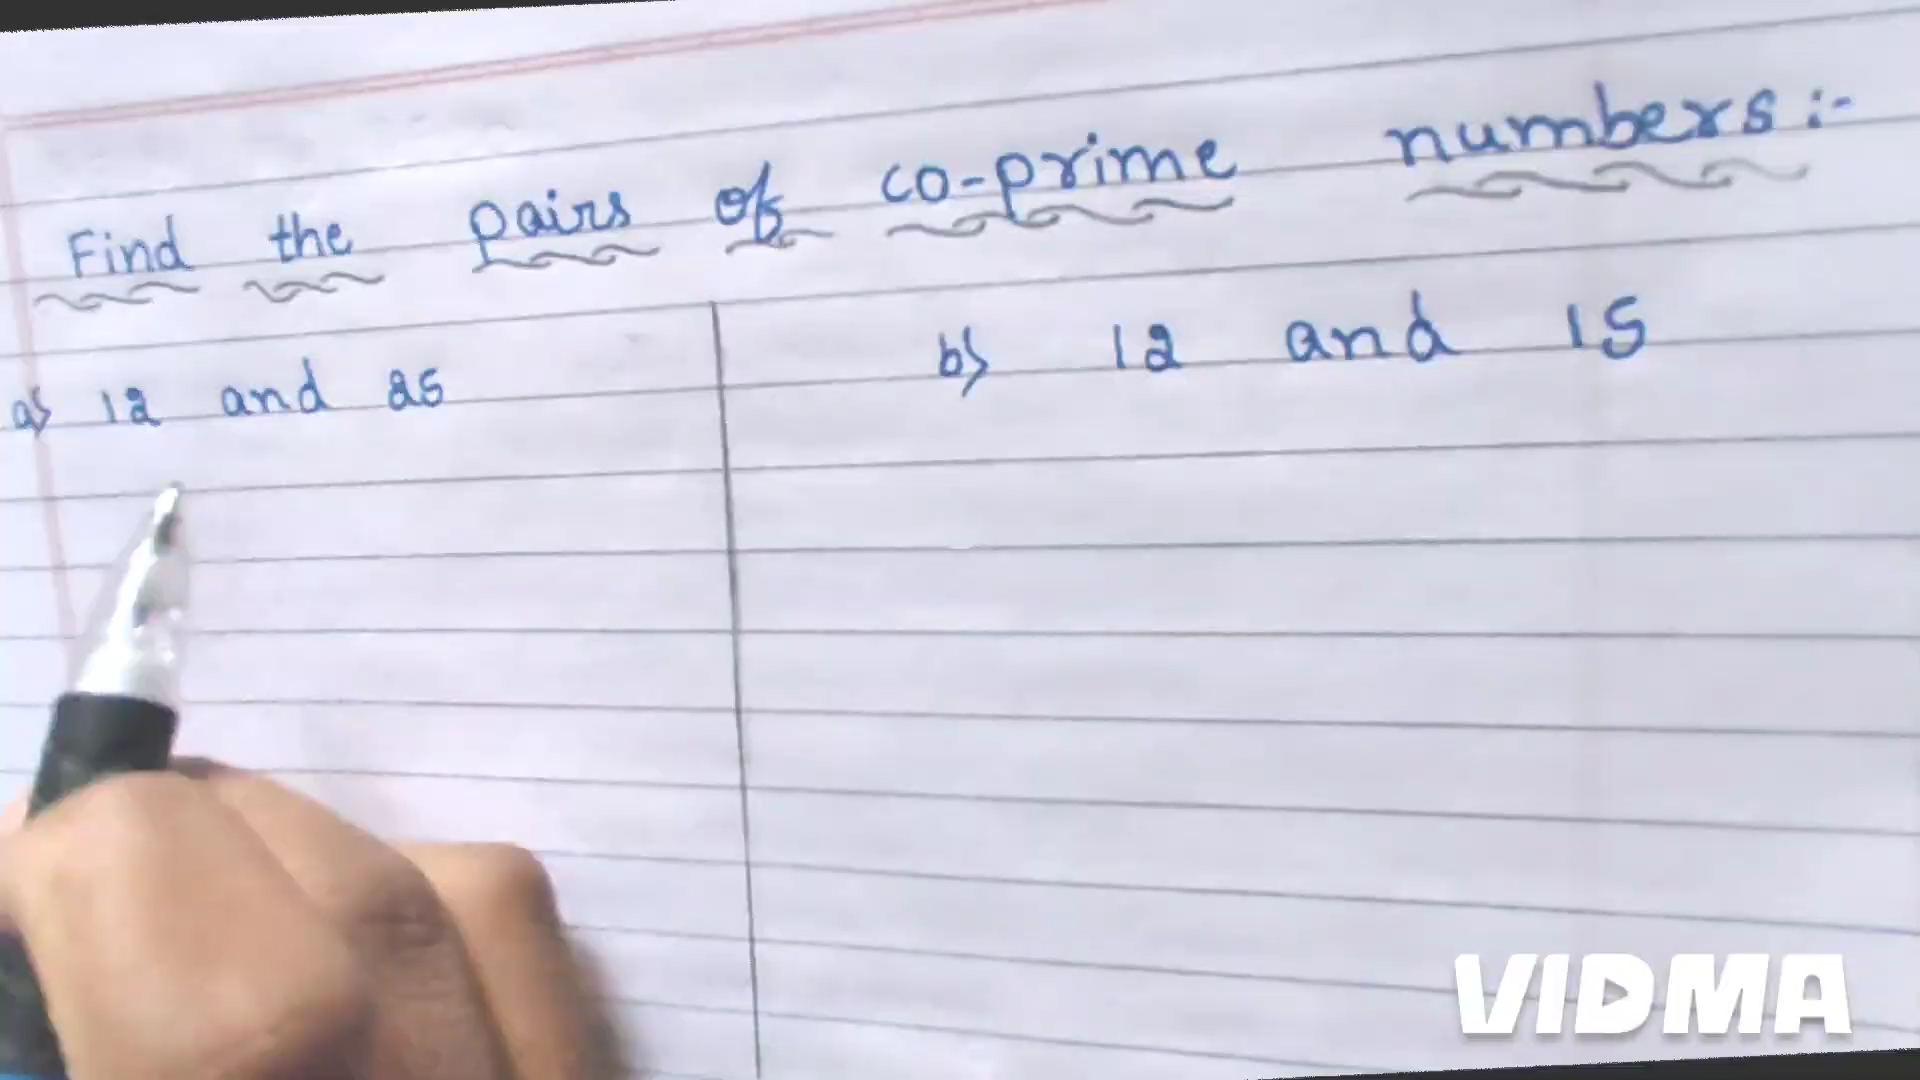 Find the pairs of co-prime numbers:-
a) 12 and 25
b) 12 and 15
VIDMA